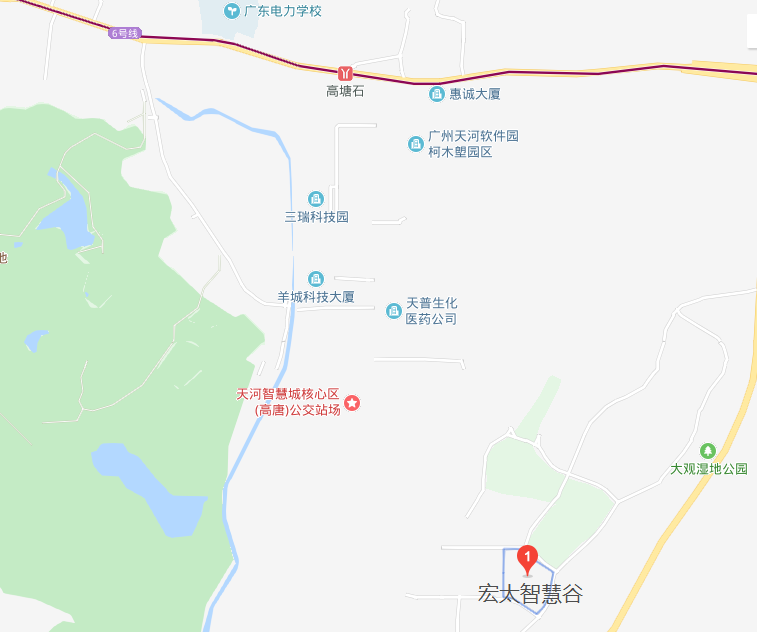 广东电力学校
6号线
高塘石
惠诚大厦
广州天河软件园
柯木塱园区
三瑞科技园
地
羊城科技大厦
天普生化
医药公司
天河智慧城核心区
(高唐)公交站场
大观湿地公园
1
宏太智慧谷